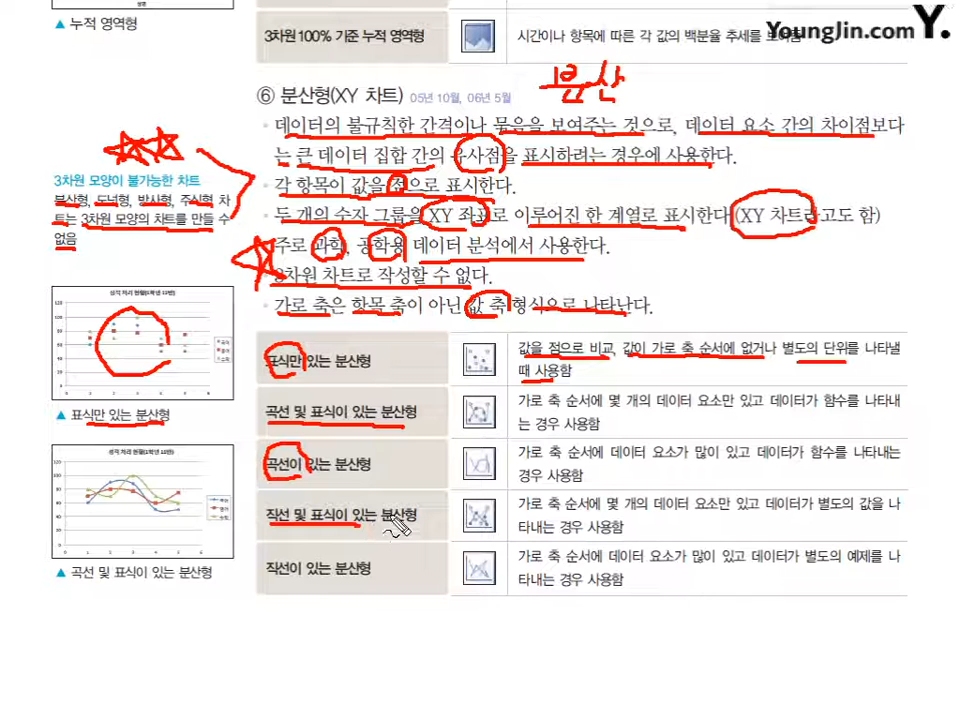 ▲ 누적 영역형
3차원 100% 기준 누적 영역형
시간이나 항목에 따른 각 값의 백분율 추세를 보여줌
YoungJin.com Y.
분산
⑥ 분산형(XY 차트) 05년 10월, 06년 5월
• 데이터의 불규칙한 간격이나 묶음을 보여주는 것으로, 데이터 요소 간의 차이점보다
는 큰 데이터 집합 간의 유사점을 표시하려는 경우에 사용한다.
• 각 항목이 값을 점으로 표시한다.
• 두 개의 숫자 그룹을 XY 좌표로 이루어진 한 계열로 표시한다(XY 차트라고도 함)
주로 과학, 공학용 데이터 분석에서 사용한다.
3차원 차트로 작성할 수 없다.
• 가로 축은 항목 축이 아닌 값 축 형식으로 나타난다.
3차원 모양이 불가능한 차트
분산형, 도넛형, 방사형, 주식형 차
트는 3차원 모양의 차트를 만들 수
없음
▲ 표식만 있는 분산형
▲ 곡선 및 표식이 있는 분산형
표식만 있는 분산형
값을 점으로 비교, 값이 가로 축 순서에 없거나 별도의 단위를 나타낼
때 사용함
곡선 및 표식이 있는 분산형
가로 축 순서에 몇 개의 데이터 요소만 있고 데이터가 함수를 나타내
는 경우 사용함
곡선이 있는 분산형
가로 축 순서에 데이터 요소가 많이 있고 데이터가 함수를 나타내는
경우 사용함
직선 및 표식이 있는 분산형
가로 축 순서에 몇 개의 데이터 요소만 있고 데이터가 별도의 값을 나
타내는 경우 사용함
직선이 있는 분산형
가로 축 순서에 데이터 요소가 많이 있고 데이터가 별도의 예제를 나
타내는 경우 사용함